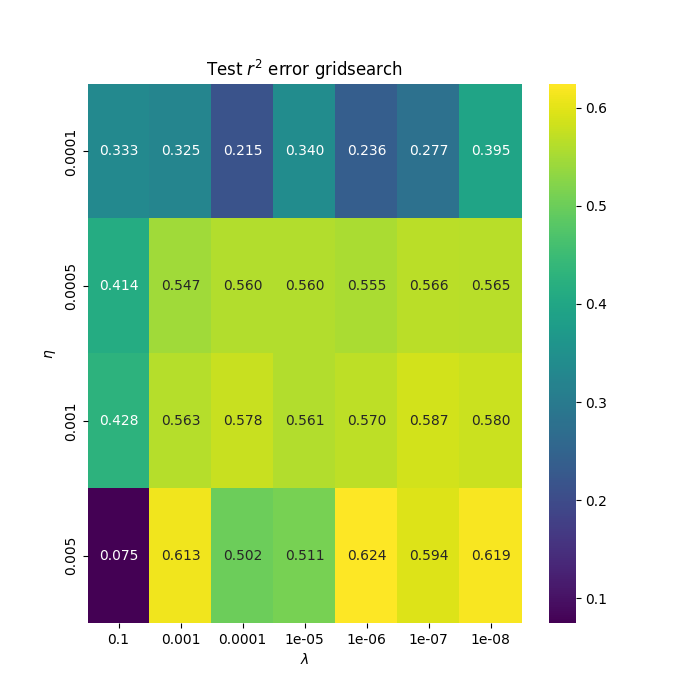 Test r² error gridsearch
0.0001 0.333 0.325 0.215 0.340 0.236 0.277 0.395
0.0005 0.414 0.547 0.560 0.560 0.555 0.566 0.565
0.001 0.428 0.563 0.578 0.561 0.570 0.587 0.580
0.005 0.075 0.613 0.502 0.511 0.624 0.594 0.619
η
0.1 0.001 0.0001 1e-05 1e-06 1e-07 1e-08
λ
0.6
0.5
0.4
0.3
0.2
0.1